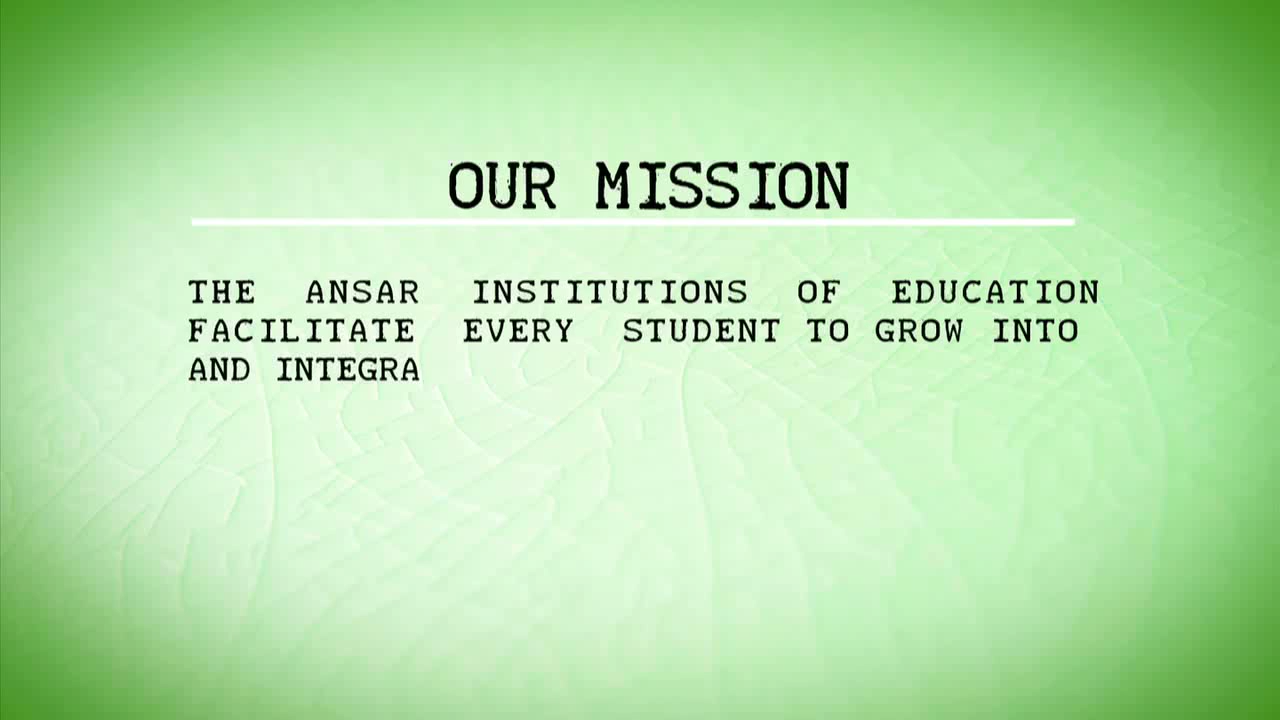 OUR MISSION
THE ANSAR INSTITUTIONS OF EDUCATION
FACILITATE EVERY STUDENT TO GROW INTO
AND INTEGRA